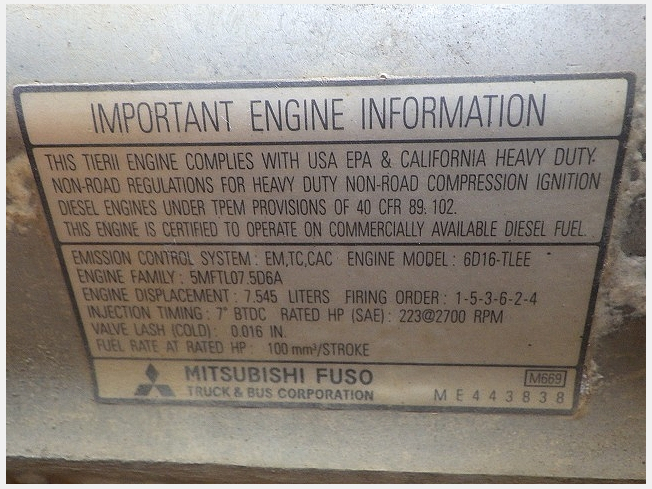 IMPORTANT ENGINE INFORMATION
THIS TIERII ENGINE COMPLIES WITH USA EPA & CALIFORNIA HEAVY DUTY.
NON-ROAD REGULATIONS FOR HEAVY DUTY NON-ROAD COMPRESSION IGNITION
DIESEL ENGINES UNDER TPEM PROVISIONS OF 40 CFR 89. 102.
THIS ENGINE IS CERTIFIED TO OPERATE ON COMMERCIALLY AVAILABLE DIESEL FUEL.
EMISSION CONTROL SYSTEM : EM,TC,CAC ENGINE MODEL : 6D16-TLEE
ENGINE FAMILY : 5MFTL07.5D6A
ENGINE DISPLACEMENT : 7.545 LITERS FIRING ORDER : 1-5-3-6-2-4
INJECTION TIMING : 7° BTDC RATED HP (SAE) : 223@2700 RPM
VALVE LASH (COLD) : 0.016 IN.
FUEL RATE AT RATED HP : 100 mm³/STROKE
MITSUBISHI FUSO M669
TRUCK & BUS CORPORATION ME443838